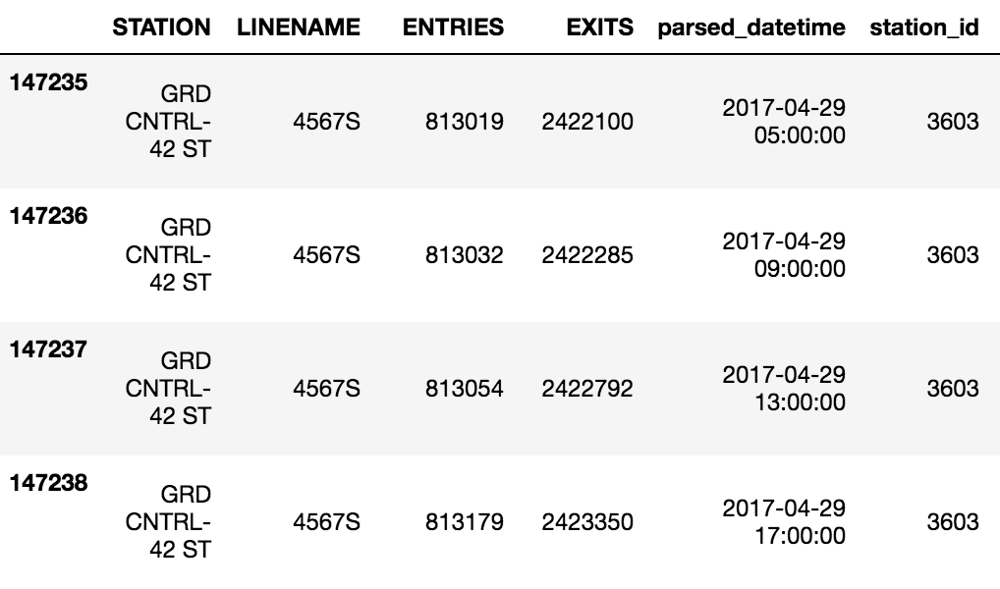 STATION LINENAME ENTRIES EXITS parsed_datetime station_id
147235 GRD CNTRL-42 ST 4567S 813019 2422100 2017-04-29 05:00:00 3603
147236 GRD CNTRL-42 ST 4567S 813032 2422285 2017-04-29 09:00:00 3603
147237 GRD CNTRL-42 ST 4567S 813054 2422792 2017-04-29 13:00:00 3603
147238 GRD CNTRL-42 ST 4567S 813179 2423350 2017-04-29 17:00:00 3603